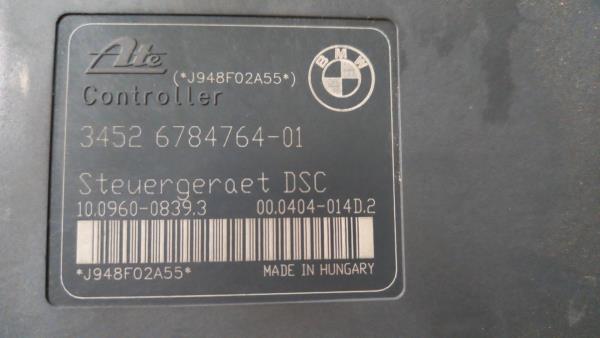 Ate
(*J948F02A55*)
BMW
Controller
3452 6784764-01
Steuergeraet DSC
10.0960-0839.3 00.0404-014D.2
*J948F02A55* MADE IN HUNGARY